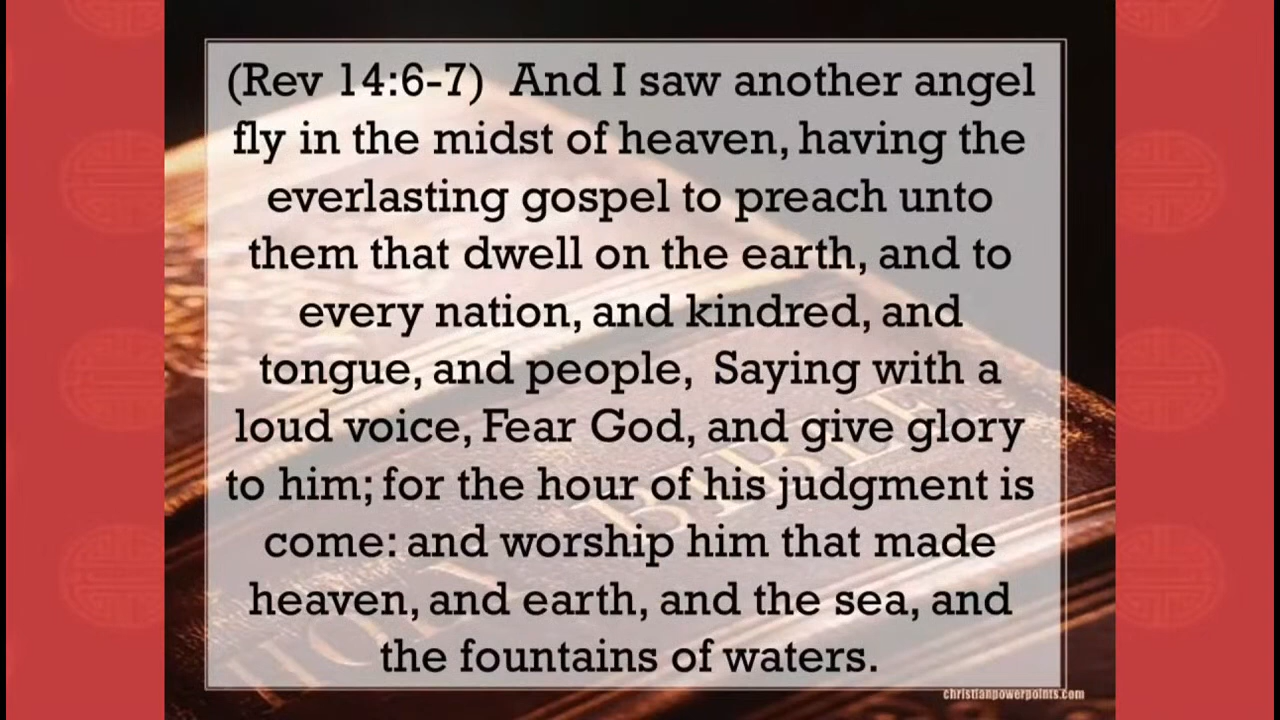 (Rev 14:6-7)  And I saw another angel
fly in the midst of heaven, having the
everlasting gospel to preach unto
them that dwell on the earth, and to
every nation, and kindred, and
tongue, and people,  Saying with a
loud voice, Fear God, and give glory
to him; for the hour of his judgment is
come: and worship him that made
heaven, and earth, and the sea, and
the fountains of waters.
HOLY
BIBLE
christianpowerpoints.com